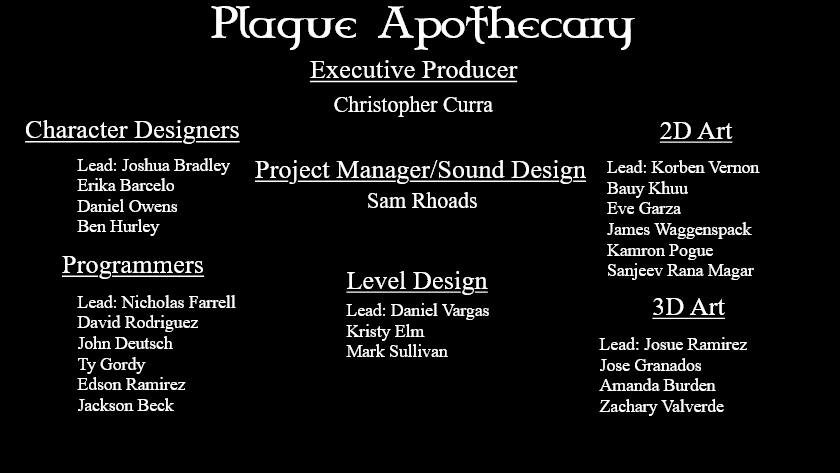 Plague Apothecary
Executive Producer
Christopher Curra
Character Designers
Lead: Joshua Bradley
Erika Barcelo
Daniel Owens
Ben Hurley
Programmers
Lead: Nicholas Farrell
David Rodriguez
John Deutsch
Ty Gordy
Edson Ramirez
Jackson Beck
Project Manager/Sound Design
Sam Rhoads
Level Design
Lead: Daniel Vargas
Kristy Elm
Mark Sullivan
2D Art
Lead: Korben Vernon
Bauy Khuu
Eve Garza
James Waggenspack
Kamron Pogue
Sanjeev Rana Magar
3D Art
Lead: Josue Ramirez
Jose Granados
Amanda Burden
Zachary Valverde